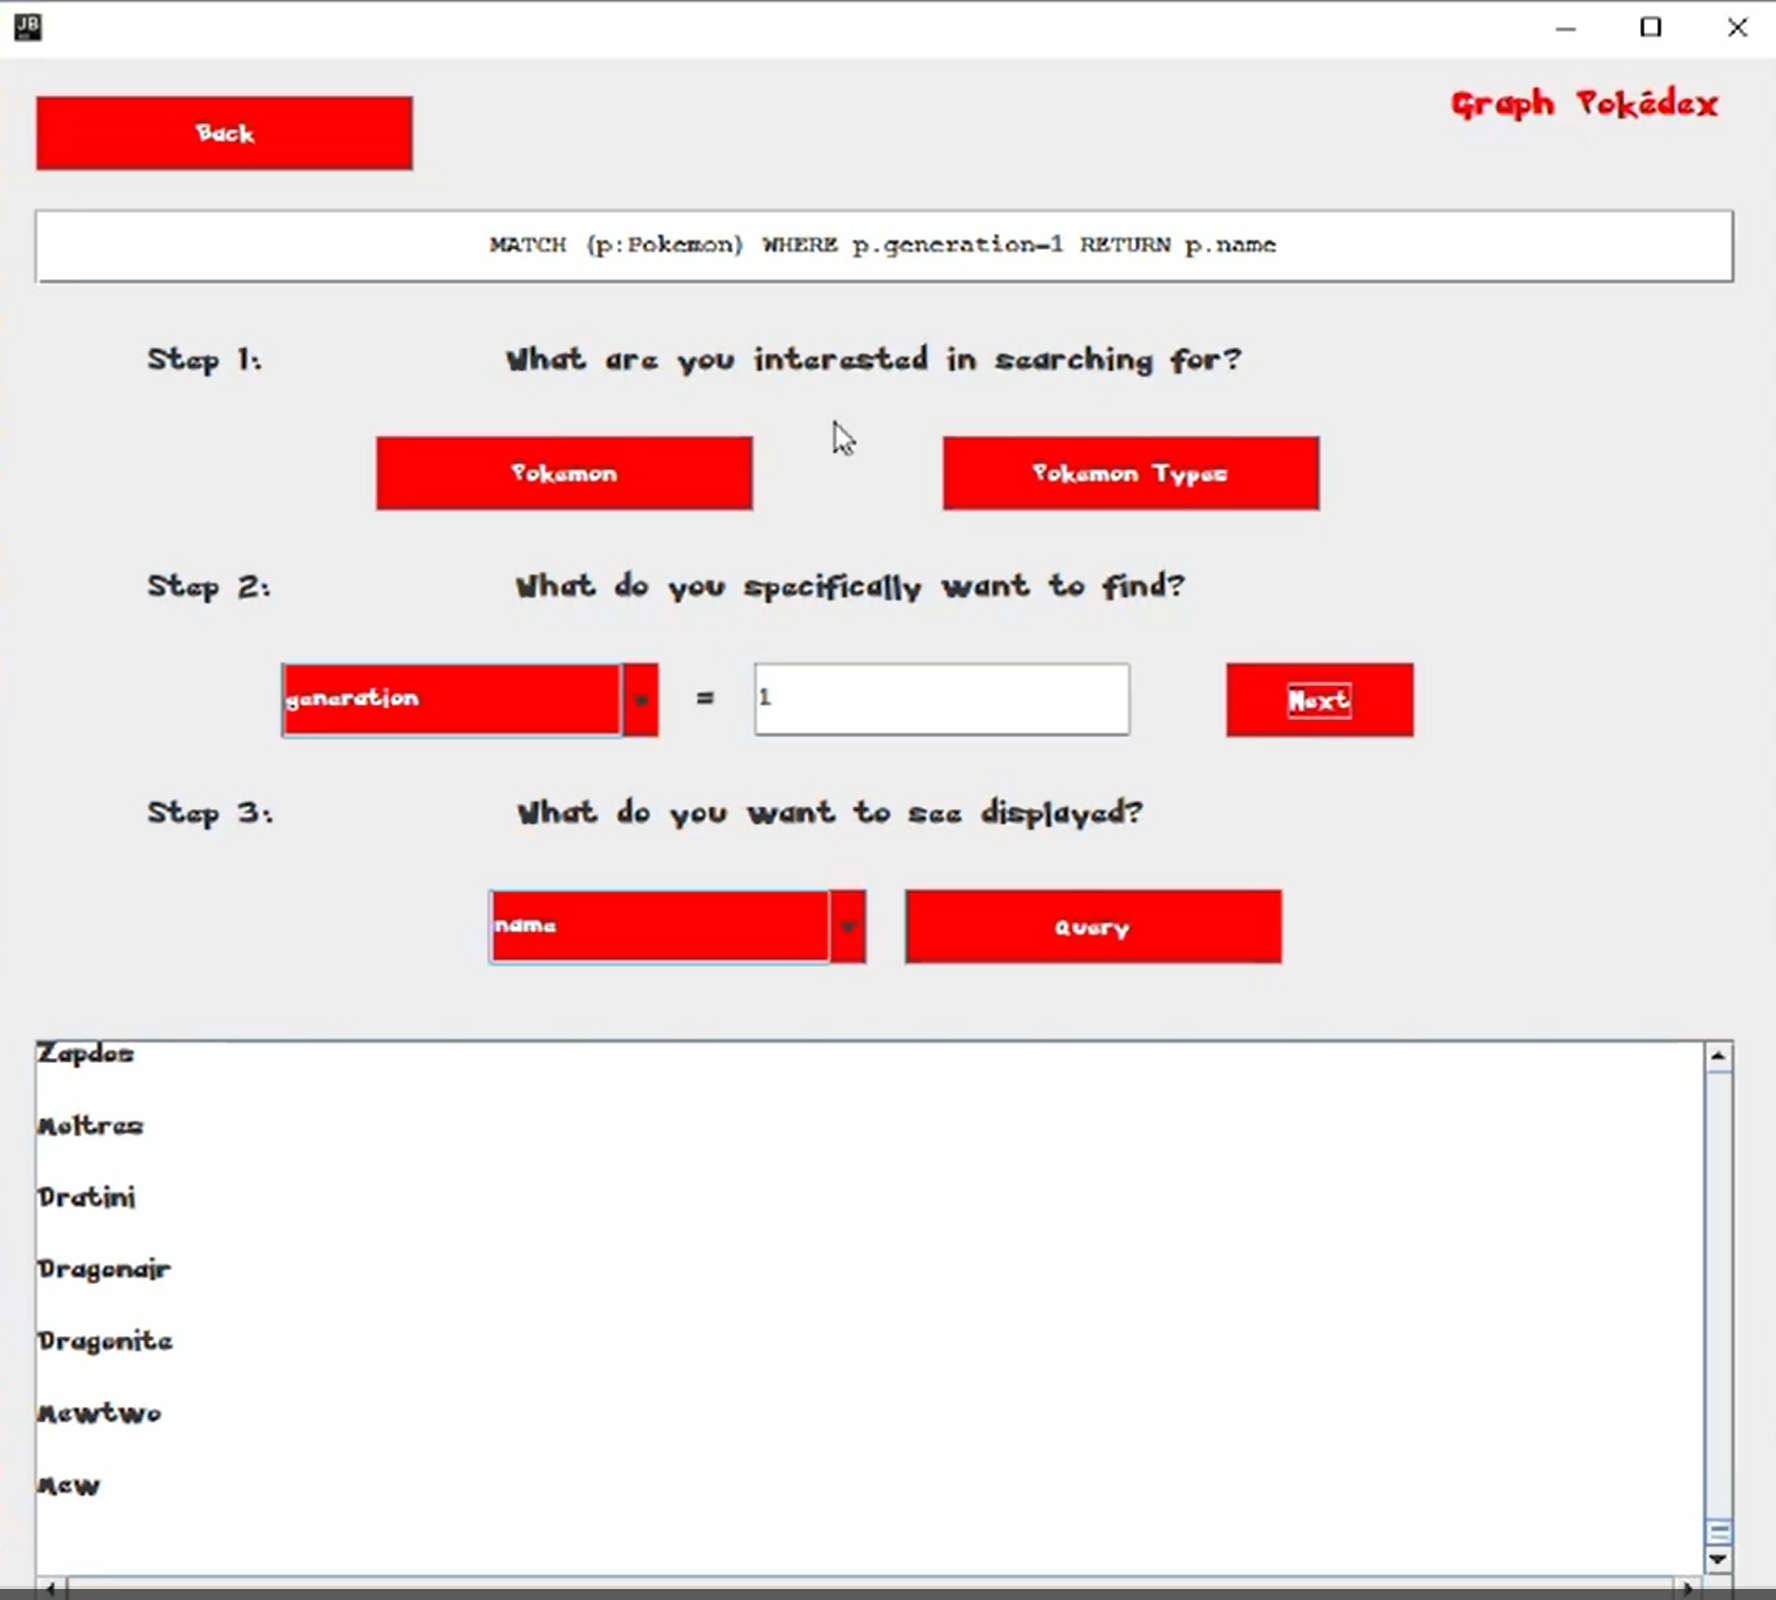 JB
Back
Graph Pokédex
MATCH (p:Pokemon) WHERE p.generation=1 RETURN p.name
Step 1:
What are you interested in searching for?
Pokemon
Pokemon Types
Step 2:
What do you specifically want to find?
generation
=
1
Next
Step 3:
What do you want to see displayed?
name
Query
Zapdos
Moltres
Dratini
Dragonair
Dragonite
Mewtwo
Mew